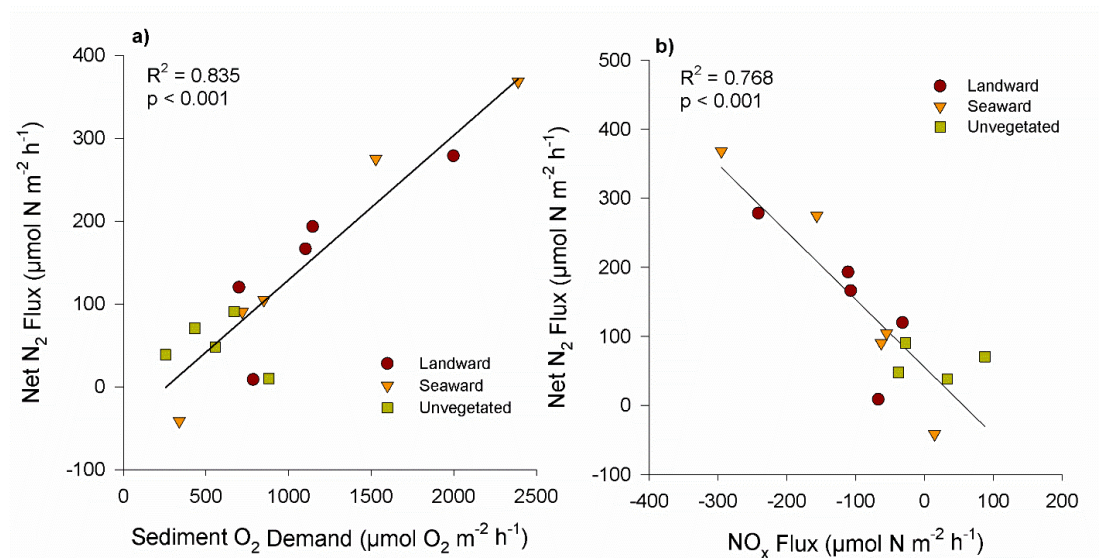 a)
R² = 0.835
p < 0.001
400
300
200
100
0
-100
0 500 1000 1500 2000 2500
Net N₂ Flux (µmol N m⁻² h⁻¹)
Sediment O₂ Demand (µmol O₂ m⁻² h⁻¹)
Landward
Seaward
Unvegetated
b)
R² = 0.768
p < 0.001
Landward
Seaward
Unvegetated
500
400
300
200
100
0
-100
-400 -300 -200 -100 0 100 200
Net N₂ Flux (µmol N m⁻² h⁻¹)
NOₓ Flux (µmol N m⁻² h⁻¹)